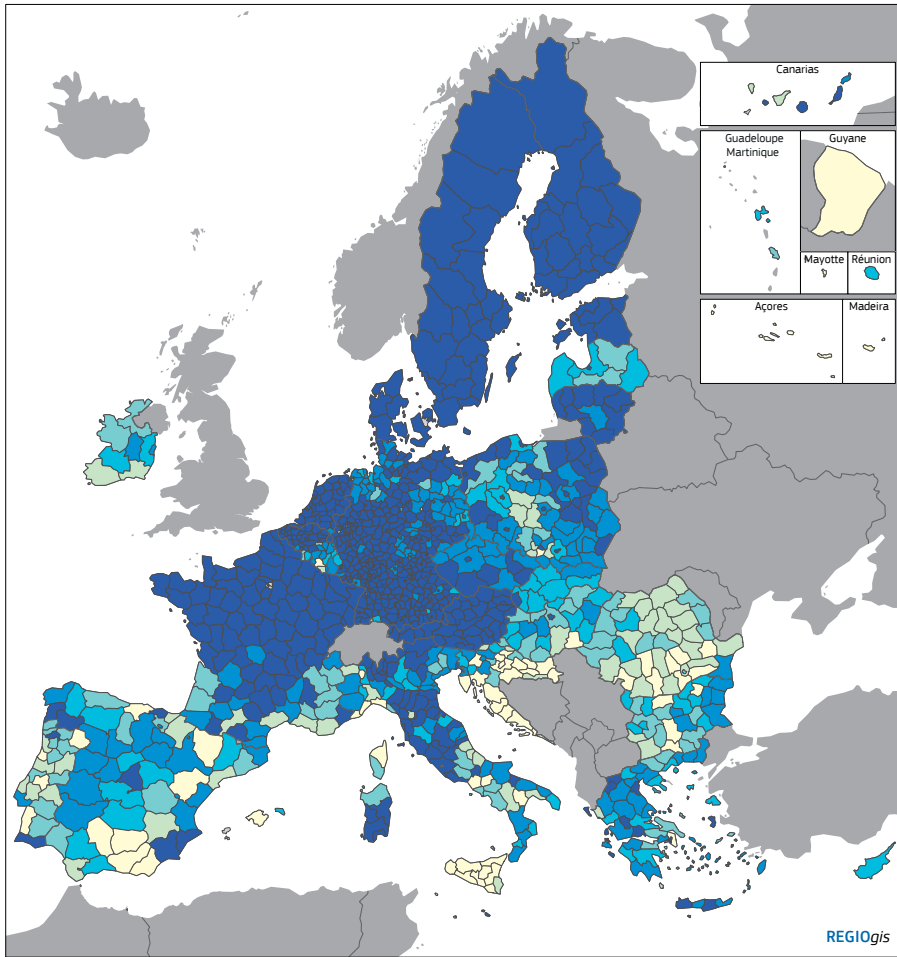 Canarias
Guadeloupe
Martinique
Guyane
Mayotte
Réunion
Açores
Madeira
REGIOgis